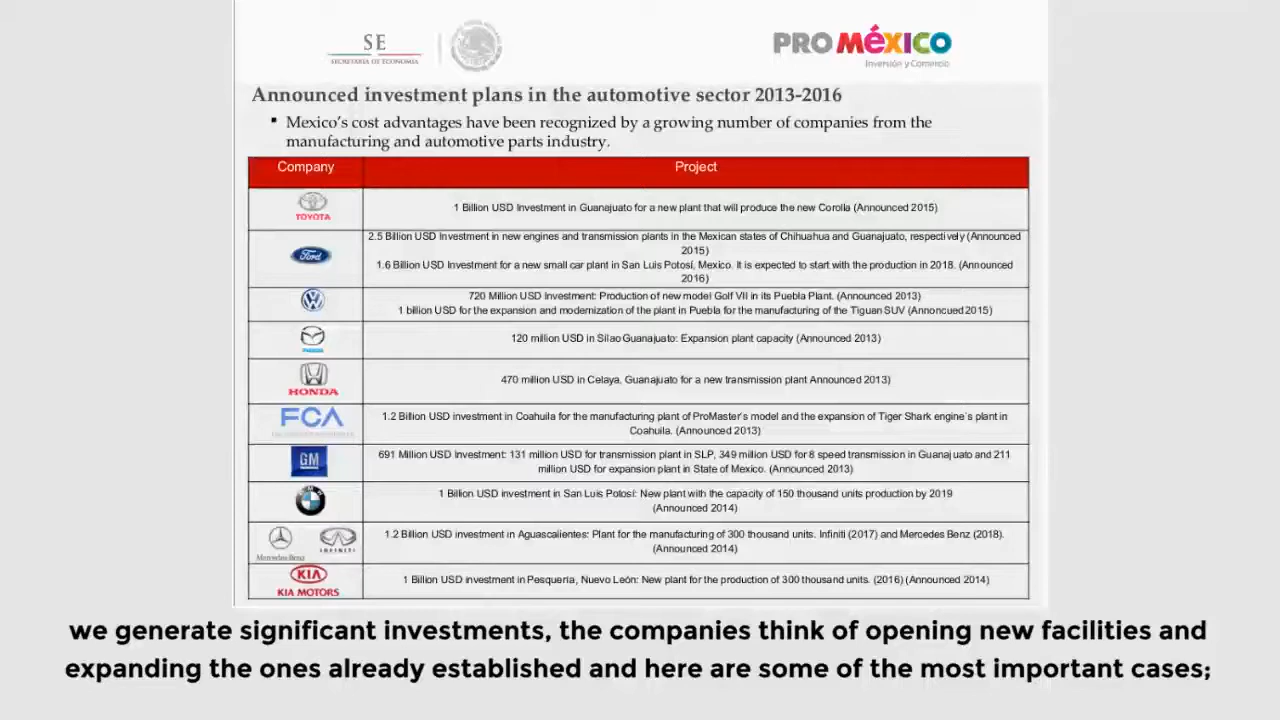 SE
SECRETARÍA DE ECONOMÍA
PRO México
Inversión y Comercio
Announced investment plans in the automotive sector 2013-2016
▪ Mexico's cost advantages have been recognized by a growing number of companies from the
manufacturing and automotive parts industry.
Company
Project
TOYOTA
1 Billion USD Investment in Guanajuato for a new plant that will produce the new Corolla (Announced 2015)
Ford
2.5 Billion USD Investment in new engines and transmission plants in the Mexican states of Chihuahua and Guanajuato, respectively (Announced
2015)
1.6 Billion USD Investment for a new small car plant in San Luis Potosí, Mexico. It is expected to start with the production in 2018. (Announced
2016)
720 Million USD Investment: Production of new model Golf VII in its Puebla Plant. (Announced 2013)
1 billion USD for the expansion and modernization of the plant in Puebla for the manufacturing of the Tiguan SUV (Annoncued 2015)
120 million USD in Silao Guanajuato: Expansion plant capacity (Announced 2013)
HONDA
470 million USD in Celaya, Guanajuato for a new transmission plant Announced 2013)
FCA
1.2 Billion USD investment in Coahuila for the manufacturing plant of ProMaster's model and the expansion of Tiger Shark engine's plant in
Coahuila. (Announced 2013)
GM
691 Million USD Investment: 131 million USD for transmission plant in SLP, 349 million USD for 8 speed transmission in Guanajuato and 211
million USD for expansion plant in State of Mexico. (Announced 2013)
1 Billion USD investment in San Luis Potosí: New plant with the capacity of 150 thousand units production by 2019
(Announced 2014)
Mercedes-Benz INFINITI
1.2 Billion USD investment in Aguascalientes: Plant for the manufacturing of 300 thousand units. Infiniti (2017) and Mercedes Benz (2018).
(Announced 2014)
KIA
KIA MOTORS
1 Billion USD investment in Pesquería, Nuevo León: New plant for the production of 300 thousand units. (2016) (Announced 2014)
we generate significant investments, the companies think of opening new facilities and
expanding the ones already established and here are some of the most important cases;